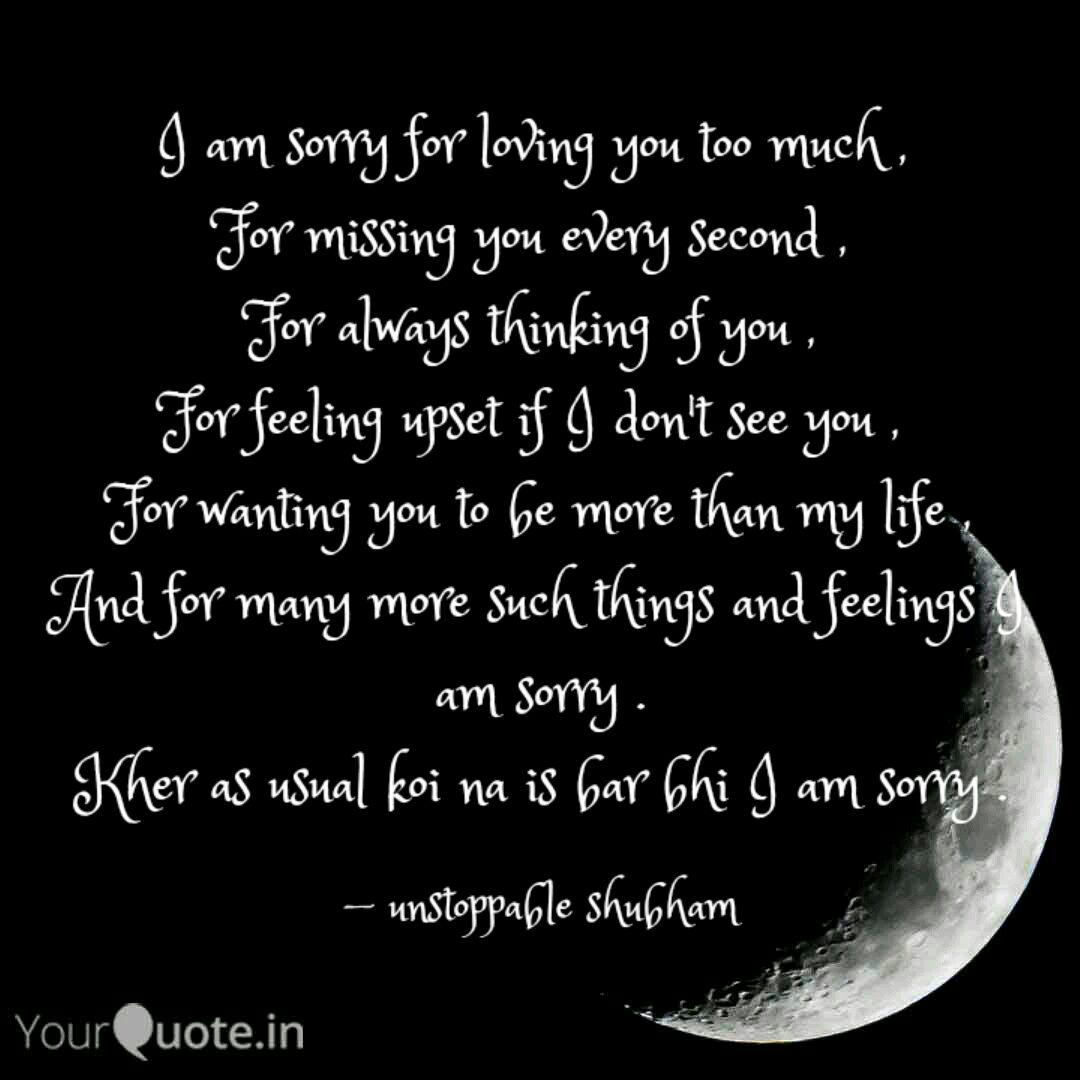 I am sorry for loving you too much ,
For missing you every second ,
For always thinking of you ,
For feeling upset if I don't see you ,
For wanting you to be more than my life ,
And for many more such things and feelings I
am sorry .
Kher as usual koi na is bar bhi I am sorry .
– unstoppable shubham
YourQuote.in